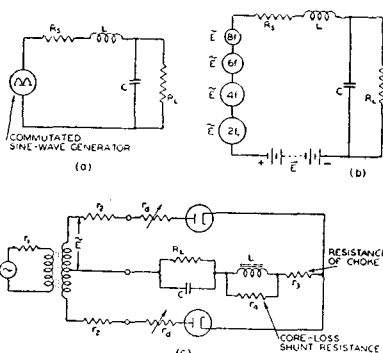 Rs
L
C
RL
COMMUTATED
SINE-WAVE GENERATOR
(a)
Rs
L
Ẽ
8f
Ẽ
6f
Ẽ
4f
Ẽ
2f
C
RL
+
Ē
−
(b)
r1
Ẽ
r2
rd
RL
C
L
r4
r3
RESISTANCE
OF CHOKE
r2
rd
CORE-LOSS
SHUNT RESISTANCE
(c)